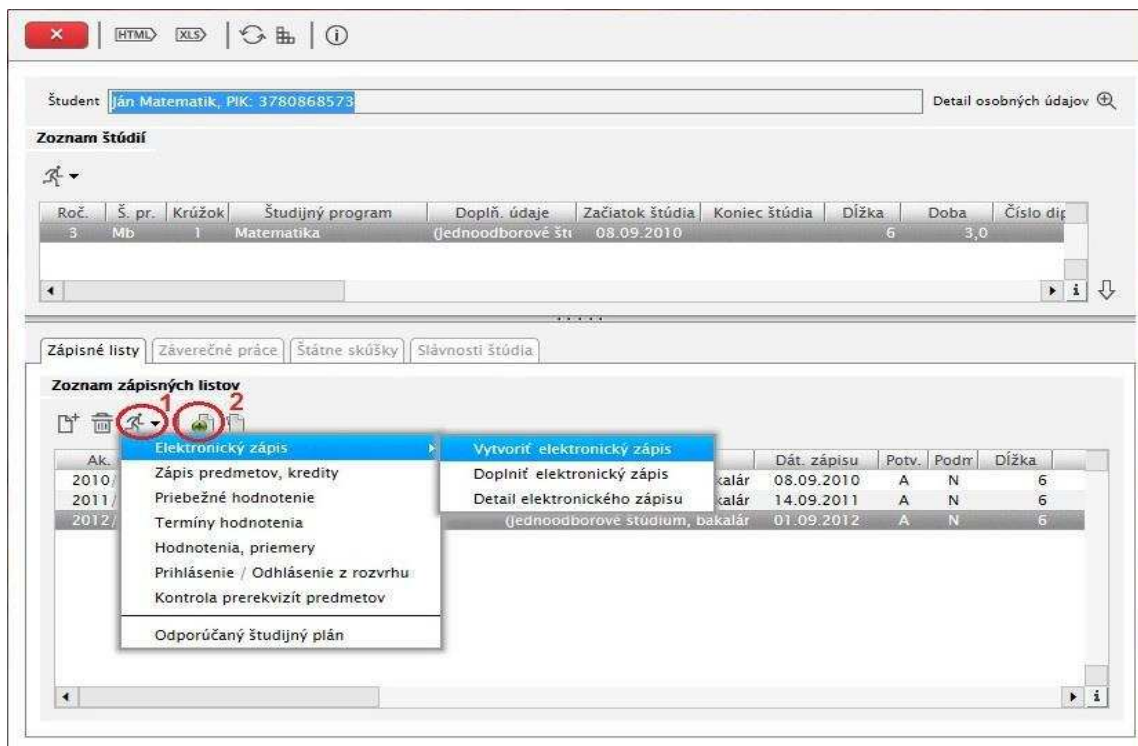 HTML XLS
Študent Ján Matematik, PIK: 3780868573 Detail osobných údajov
Zoznam štúdií
Roč. Š. pr. Krúžok Študijný program Doplň. údaje Začiatok štúdia Koniec štúdia Dĺžka Doba Číslo dip
3 Mb 1 Matematika (Jednoodborové štú 08.09.2010 6 3,0
Zápisné listy Záverečné práce Štátne skúšky Slávnosti štúdia
Zoznam zápisných listov
1 2
Elektronický zápis Vytvoriť elektronický zápis
Ak. Dát. zápisu Potv. Podm Dĺžka
Zápis predmetov, kredity Doplniť elektronický zápis
2010/ kalár 08.09.2010 A N 6
Priebežné hodnotenie Detail elektronického zápisu
2011/ kalár 14.09.2011 A N 6
Termíny hodnotenia
2012/ (Jednoodborové štúdium, bakalár 01.09.2012 A N 6
Hodnotenia, priemery
Prihlásenie / Odhlásenie z rozvrhu
Kontrola prerekvizít predmetov
Odporúčaný študijný plán